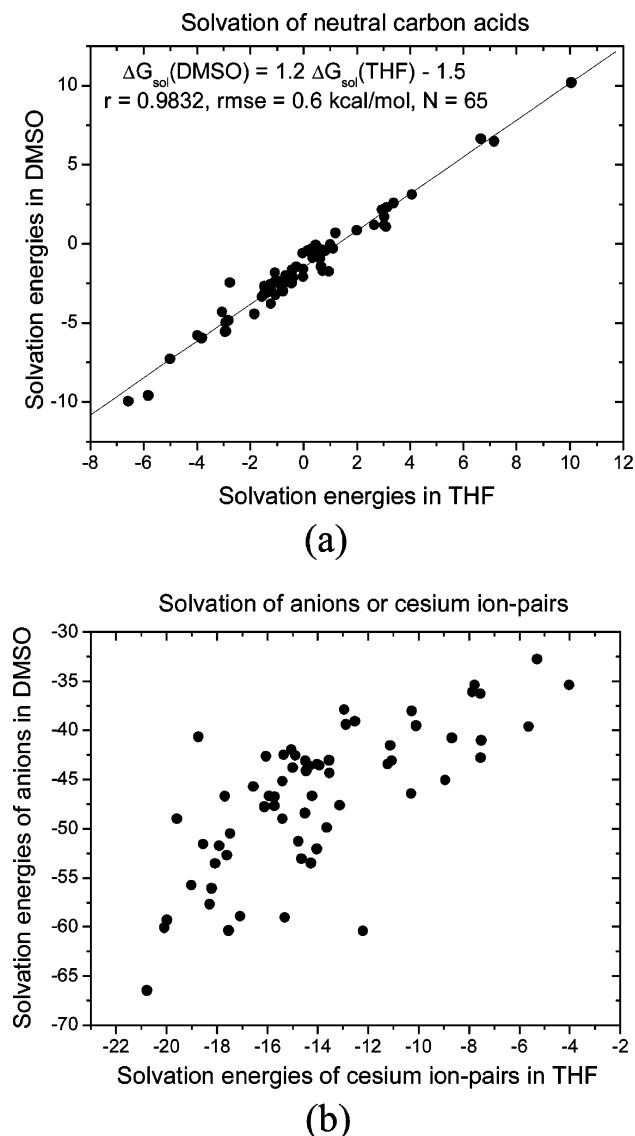 Solvation of neutral carbon acids
ΔG_sol(DMSO) = 1.2 ΔG_sol(THF) - 1.5
r = 0.9832, rmse = 0.6 kcal/mol, N = 65
Solvation energies in DMSO
10
5
0
-5
-10
-8 -6 -4 -2 0 2 4 6 8 10 12
Solvation energies in THF
(a)
Solvation of anions or cesium ion-pairs
Solvation energies of anions in DMSO
-30
-35
-40
-45
-50
-55
-60
-65
-70
-22 -20 -18 -16 -14 -12 -10 -8 -6 -4 -2
Solvation energies of cesium ion-pairs in THF
(b)